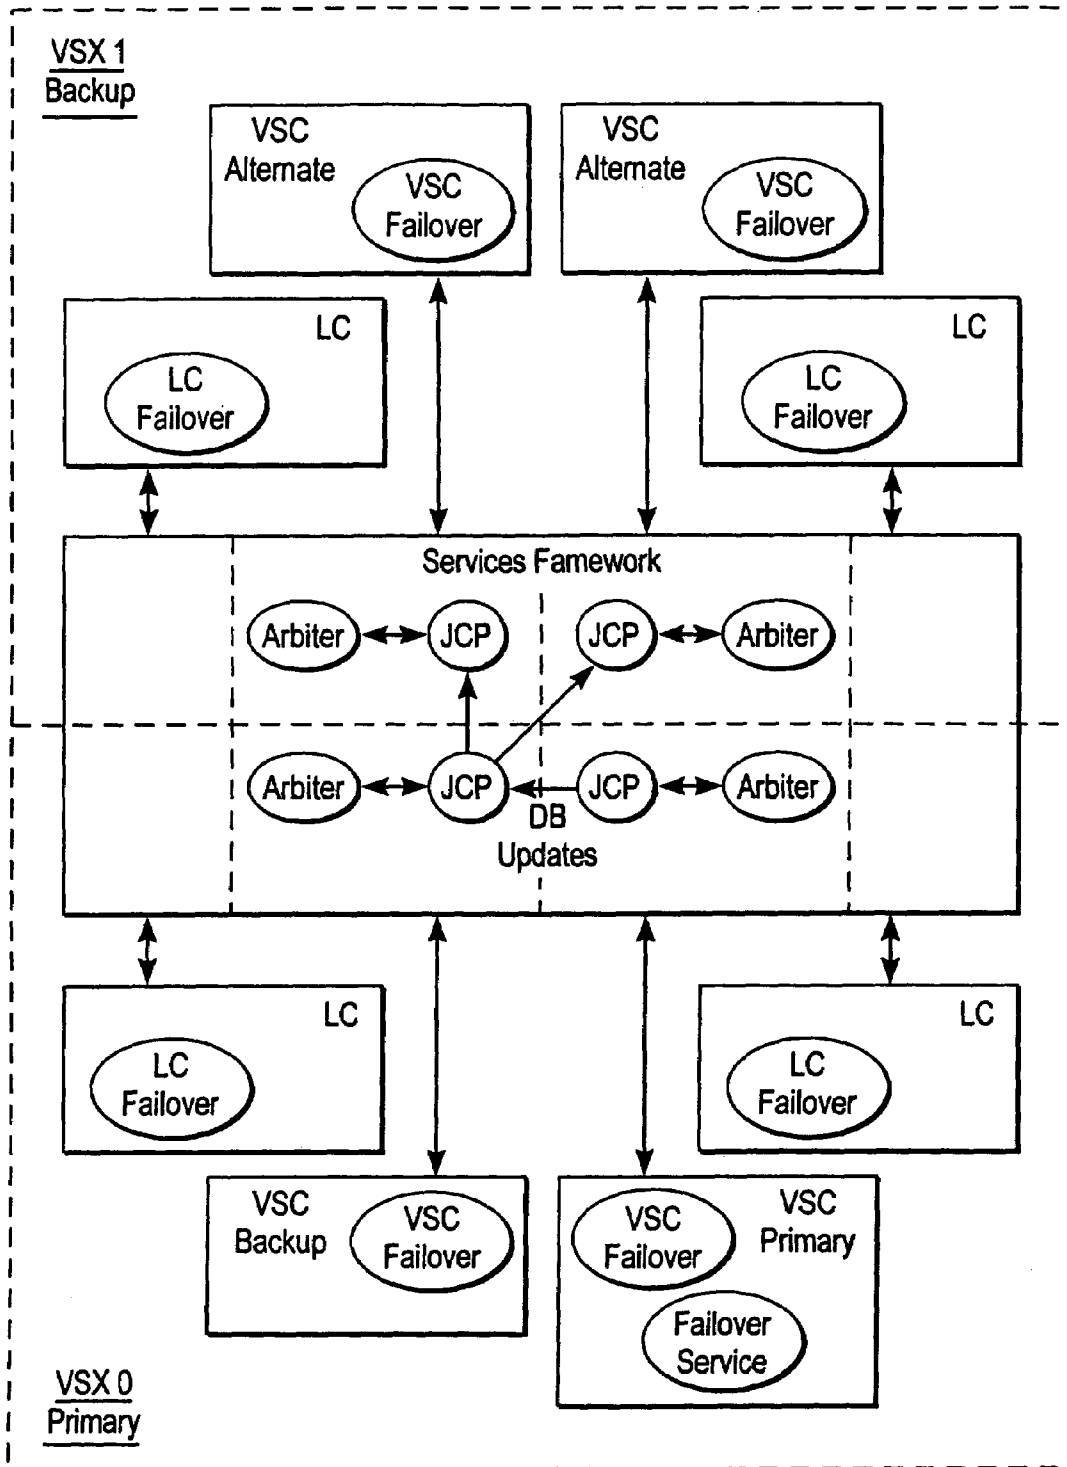 VSX 1
Backup
VSC
Alternate
VSC
Failover
VSC
Alternate
VSC
Failover
LC
LC
Failover
LC
LC
Failover
Services Famework
Arbiter
JCP
JCP
Arbiter
Arbiter
JCP
JCP
Arbiter
DB
Updates
LC
LC
Failover
LC
LC
Failover
VSC
Backup
VSC
Failover
VSC
Failover
VSC
Primary
Failover
Service
VSX 0
Primary